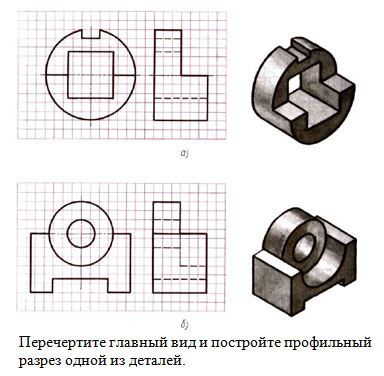 а)
б)
Перечертите главный вид и постройте профильный
разрез одной из деталей.